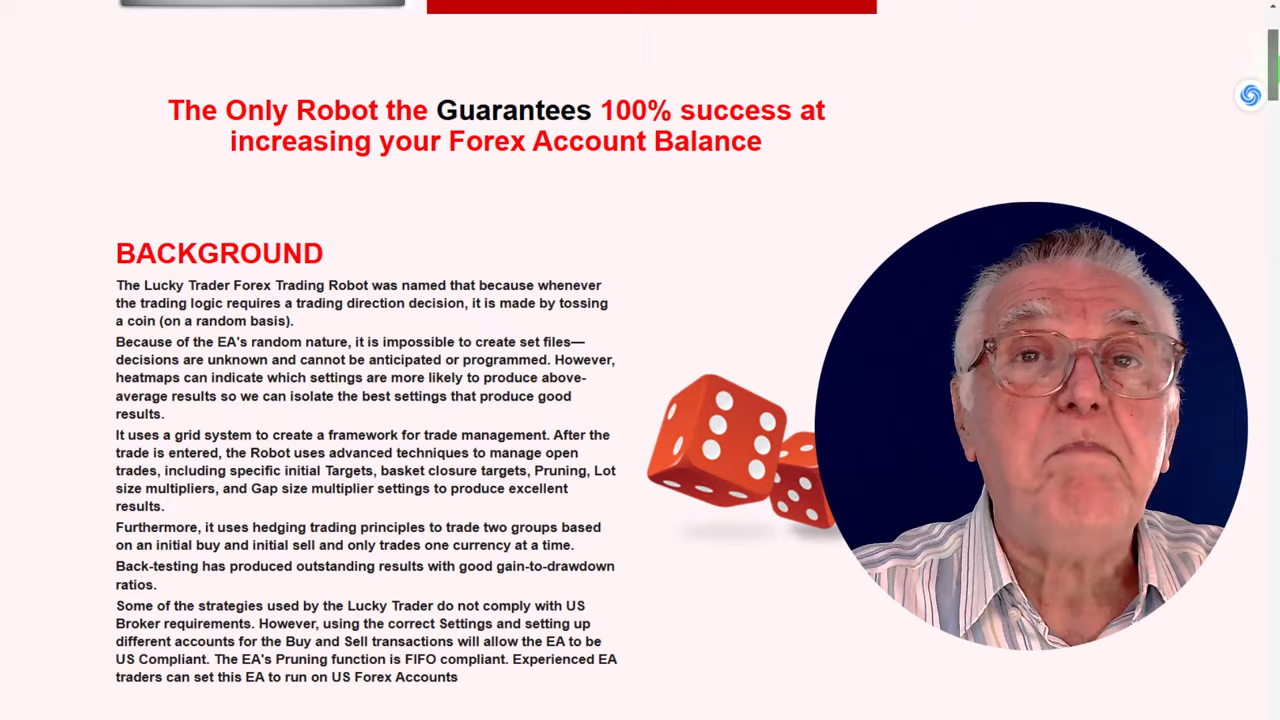 The Only Robot the Guarantees 100% success at
increasing your Forex Account Balance
BACKGROUND
The Lucky Trader Forex Trading Robot was named that because whenever
the trading logic requires a trading direction decision, it is made by tossing
a coin (on a random basis).
Because of the EA's random nature, it is impossible to create set files—
decisions are unknown and cannot be anticipated or programmed. However,
heatmaps can indicate which settings are more likely to produce above-
average results so we can isolate the best settings that produce good
results.
It uses a grid system to create a framework for trade management. After the
trade is entered, the Robot uses advanced techniques to manage open
trades, including specific initial Targets, basket closure targets, Pruning, Lot
size multipliers, and Gap size multiplier settings to produce excellent
results.
Furthermore, it uses hedging trading principles to trade two groups based
on an initial buy and initial sell and only trades one currency at a time.
Back-testing has produced outstanding results with good gain-to-drawdown
ratios.
Some of the strategies used by the Lucky Trader do not comply with US
Broker requirements. However, using the correct Settings and setting up
different accounts for the Buy and Sell transactions will allow the EA to be
US Compliant. The EA's Pruning function is FIFO compliant. Experienced EA
traders can set this EA to run on US Forex Accounts